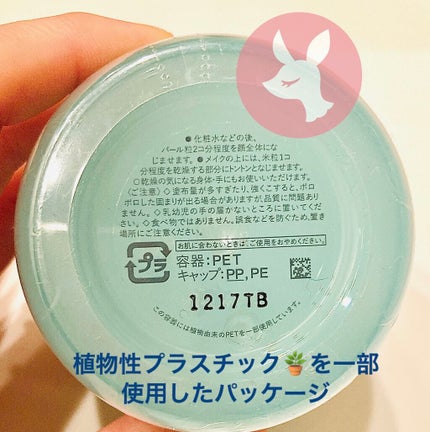 ●化粧水などの後、
パール粒2コ分程度を顔全体にな
じませます。●メイクの上には、米粒1コ
分程度を乾燥する部分にトントンとなじませます。
◇乾燥の気になる身体・手にもお使いいただけます。
〈ご注意〉◇塗布量が多すぎたり、強くこすると、ポロ
ポロした固まりが出る場合がありますが、品質に問題あり
ません。◇乳幼児の手の届かないところに置いてくだ
さい。◇食べ物ではありません。誤食などを防ぐため、置き
場所にご注意ください。
お肌に合わないときは、ご使用をおやめください。
プラ
容器:PET
キャップ:PP,PE
1217TB
この容器には植物由来のPETを一部使用しています。
植物性プラスチック🪴を一部
使用したパッケージ